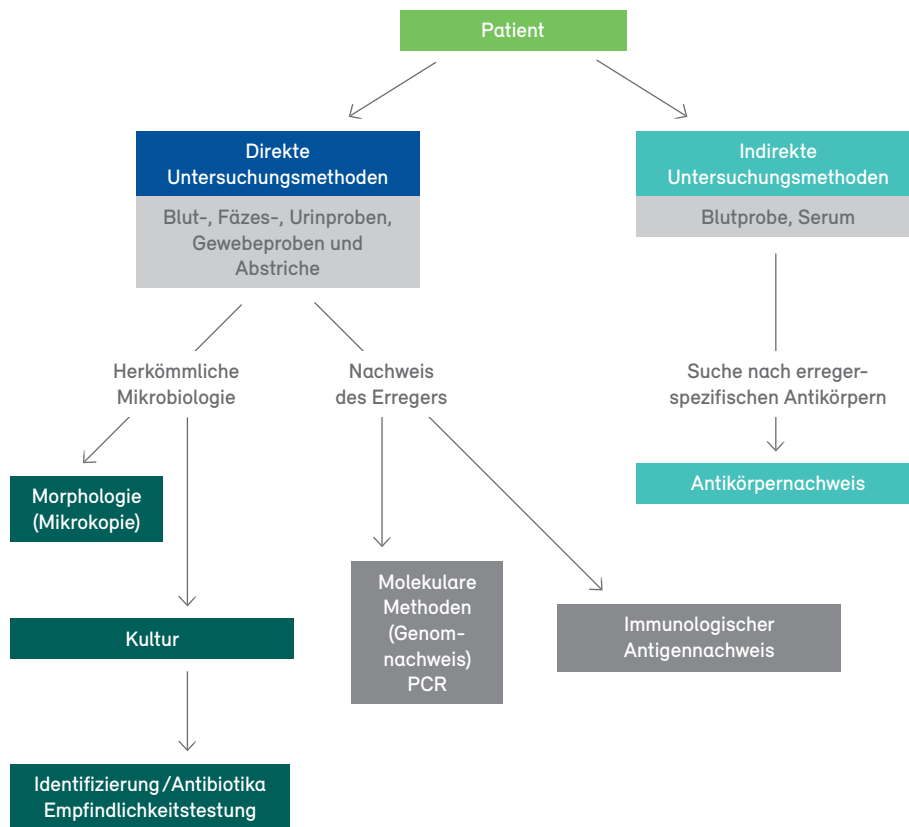 Patient
Direkte
Untersuchungsmethoden
Blut-, Fäzes-, Urinproben,
Gewebeproben und
Abstriche
Indirekte
Untersuchungsmethoden
Blutprobe, Serum
Herkömmliche
Mikrobiologie
Nachweis
des Erregers
Suche nach erreger-
spezifischen Antikörpern
Morphologie
(Mikrokopie)
Antikörpernachweis
Molekulare
Methoden
(Genom-
nachweis)
PCR
Immunologischer
Antigennachweis
Kultur
Identifizierung/Antibiotika
Empfindlichkeitstestung